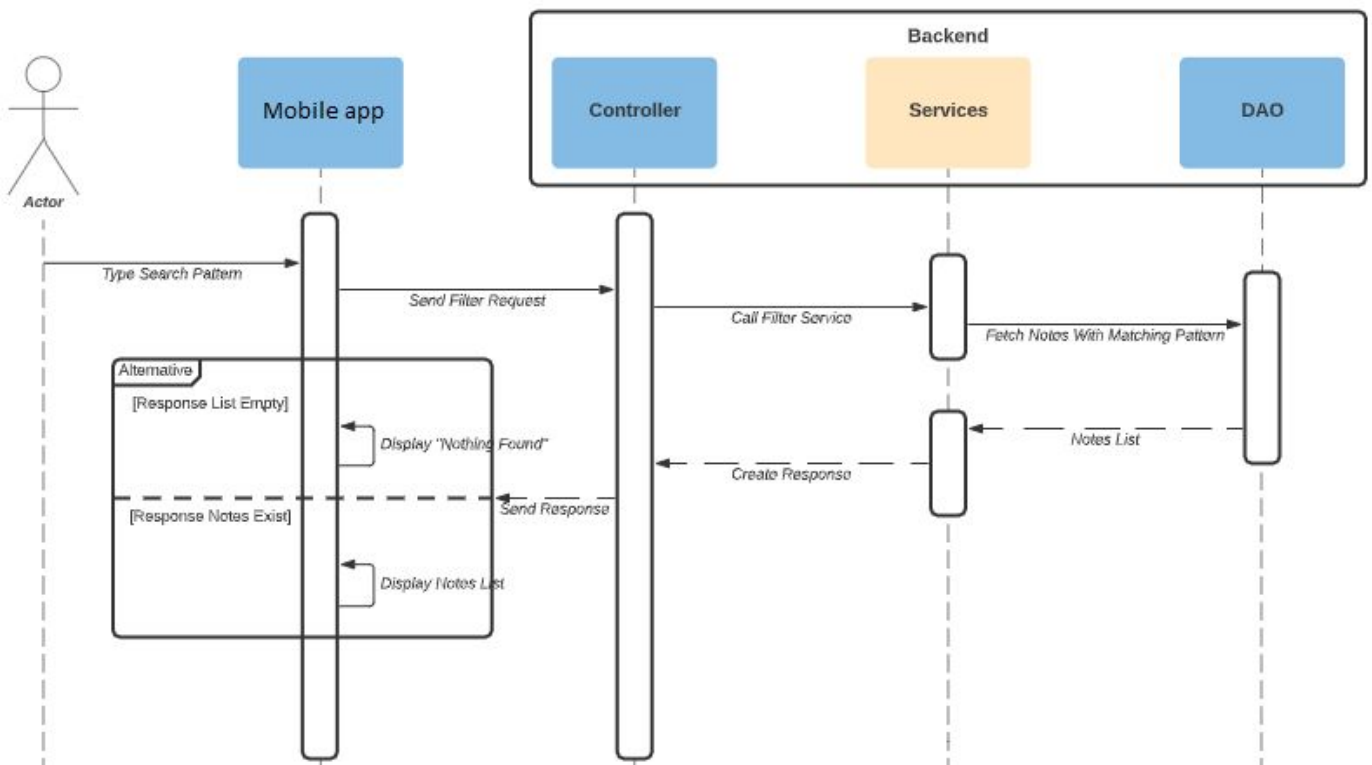 Backend
Mobile app
Controller
Services
DAO
Actor
Type Search Pattern
Send Filter Request
Call Filter Service
Fetch Notes With Matching Pattern
Alternative
[Response List Empty]
Display "Nothing Found"
Notes List
Create Response
Send Response
[Response Notes Exist]
Display Notes List